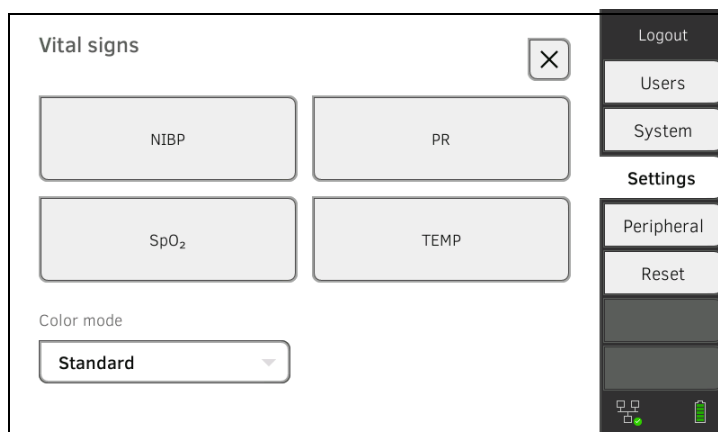 Vital signs
NIBP
PR
SpO₂
TEMP
Color mode
Standard
Logout
Users
System
Settings
Peripheral
Reset